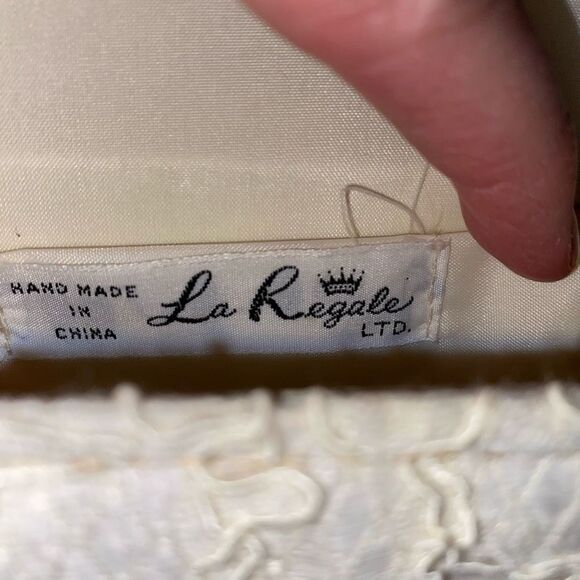 HAND MADE
IN
CHINA
La Regale
LTD.